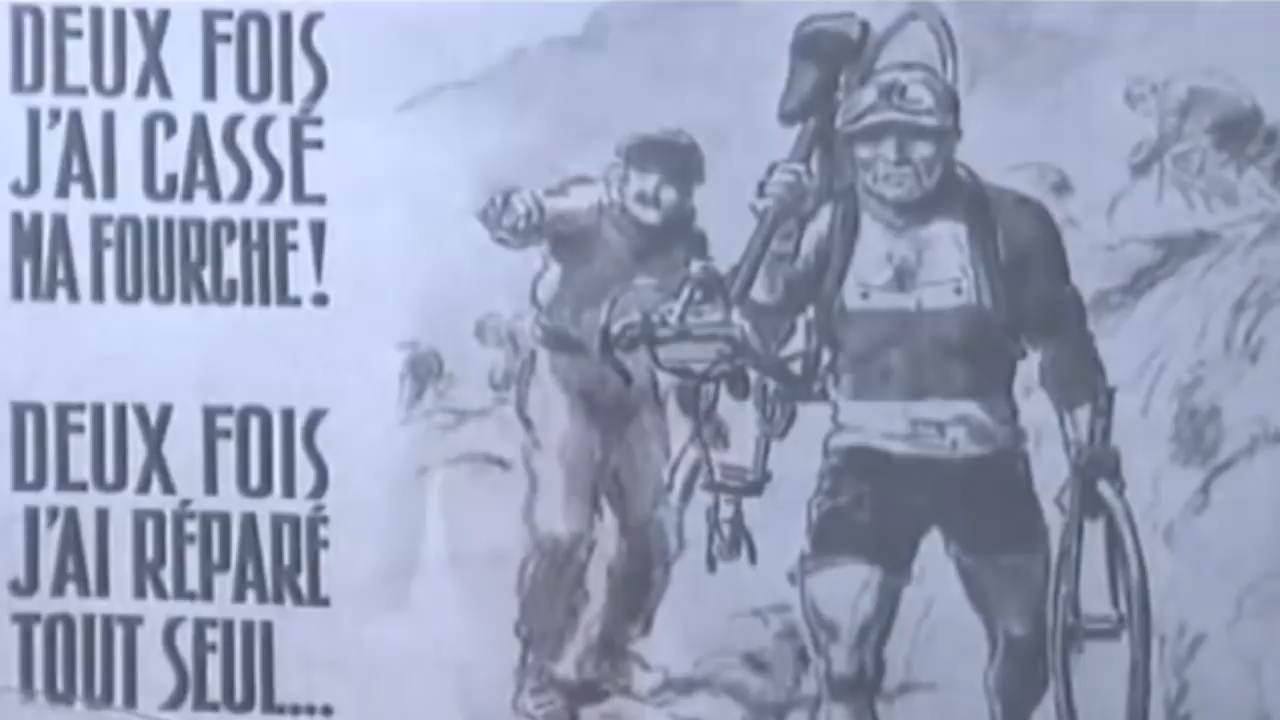 DEUX FOIS
J'AI CASSÉ
MA FOURCHE!
DEUX FOIS
J'AI RÉPARÉ
TOUT SEUL...